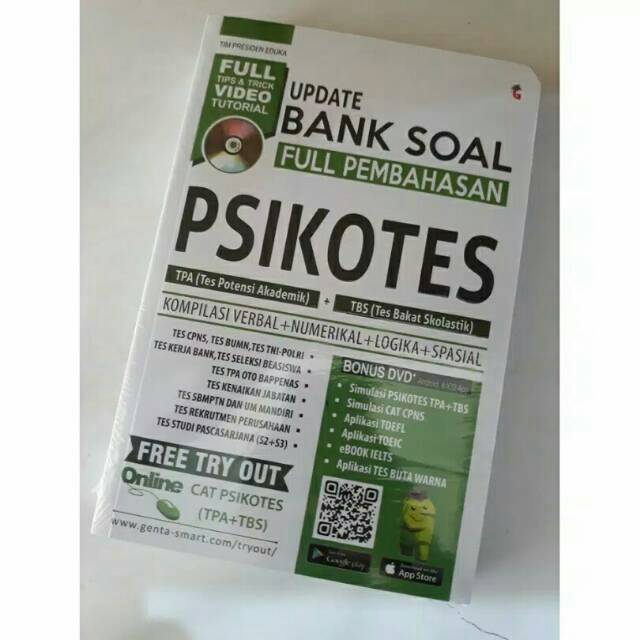 TIM PRESIDEN EDUKA
FULL
TIPS & TRICK
VIDEO
TUTORIAL
G
UPDATE
BANK SOAL
FULL PEMBAHASAN
PSIKOTES
TPA (Tes Potensi Akademik) + TBS (Tes Bakat Skolastik)
KOMPILASI VERBAL+NUMERIKAL+LOGIKA+SPASIAL
TES CPNS, TES BUMN,TES TNI-POLRI •
TES KERJA BANK,TES SELEKSI BEASISWA •
TES TPA OTO BAPPENAS •
TES KENAIKAN JABATAN •
TES SBMPTN DAN UM MANDIRI •
TES REKRUTMEN PERUSAHAAN •
TES STUDI PASCASARJANA (S2+S3) •
BONUS DVD*
• Simulasi PSIKOTES TPA+TBS
• Simulasi CAT CPNS
• Aplikasi TOEFL
• Aplikasi TOEIC
• eBOOK IELTS
• Aplikasi TES BUTA WARNA
FREE TRY OUT
Online CAT PSIKOTES
(TPA+TBS)
www.genta-smart.com/tryout/
Google play
App Store